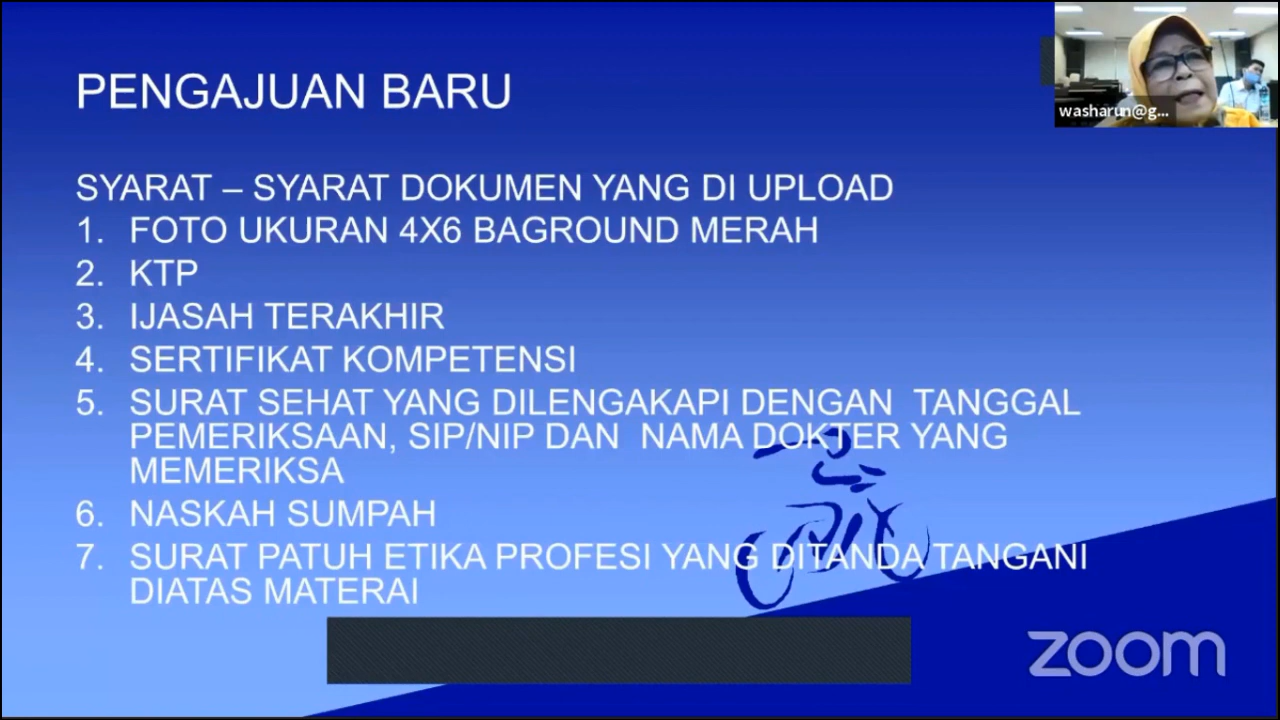 PENGAJUAN BARU
washarun@g...
SYARAT – SYARAT DOKUMEN YANG DI UPLOAD
1. FOTO UKURAN 4X6 BAGROUND MERAH
2. KTP
3. IJASAH TERAKHIR
4. SERTIFIKAT KOMPETENSI
5. SURAT SEHAT YANG DILENGAKAPI DENGAN TANGGAL
PEMERIKSAAN, SIP/NIP DAN NAMA DOKTER YANG
MEMERIKSA
6. NASKAH SUMPAH
7. SURAT PATUH ETIKA PROFESI YANG DITANDA TANGANI
DIATAS MATERAI
zoom